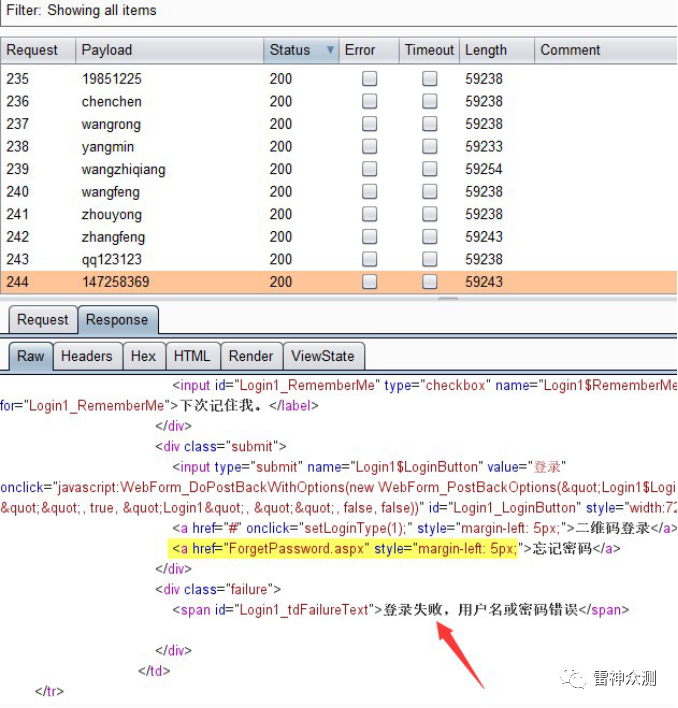 Filter: Showing all items
Request Payload Status Error Timeout Length Comment
235 19851225 200 59238
236 chenchen 200 59238
237 wangrong 200 59238
238 yangmin 200 59233
239 wangzhiqiang 200 59254
240 wangfeng 200 59238
241 zhouyong 200 59238
242 zhangfeng 200 59243
243 qq123123 200 59238
244 147258369 200 59243
Request Response
Raw Headers Hex HTML Render ViewState
<input id="Login1_RememberMe" type="checkbox" name="Login1$RememberMe
for="Login1_RememberMe">下次记住我。</label>
</div>
<div class="submit">
<input type="submit" name="Login1$LoginButton" value="登录"
onclick="javascript:WebForm_DoPostBackWithOptions(new WebForm_PostBackOptions(&quot;Login1$Logi
&quot;&quot;, true, &quot;Login1&quot;, &quot;&quot;, false, false))" id="Login1_LoginButton" style="width:72
<a href="#" onclick="setLoginType(1);" style="margin-left: 5px;">二维码登录</a>
<a href="ForgetPassword.aspx" style="margin-left: 5px;">忘记密码</a>
</div>
<div class="failure">
<span id="Login1_tdFailureText">登录失败，用户名或密码错误</span>
</div>
</td>
</tr>
雷神众测